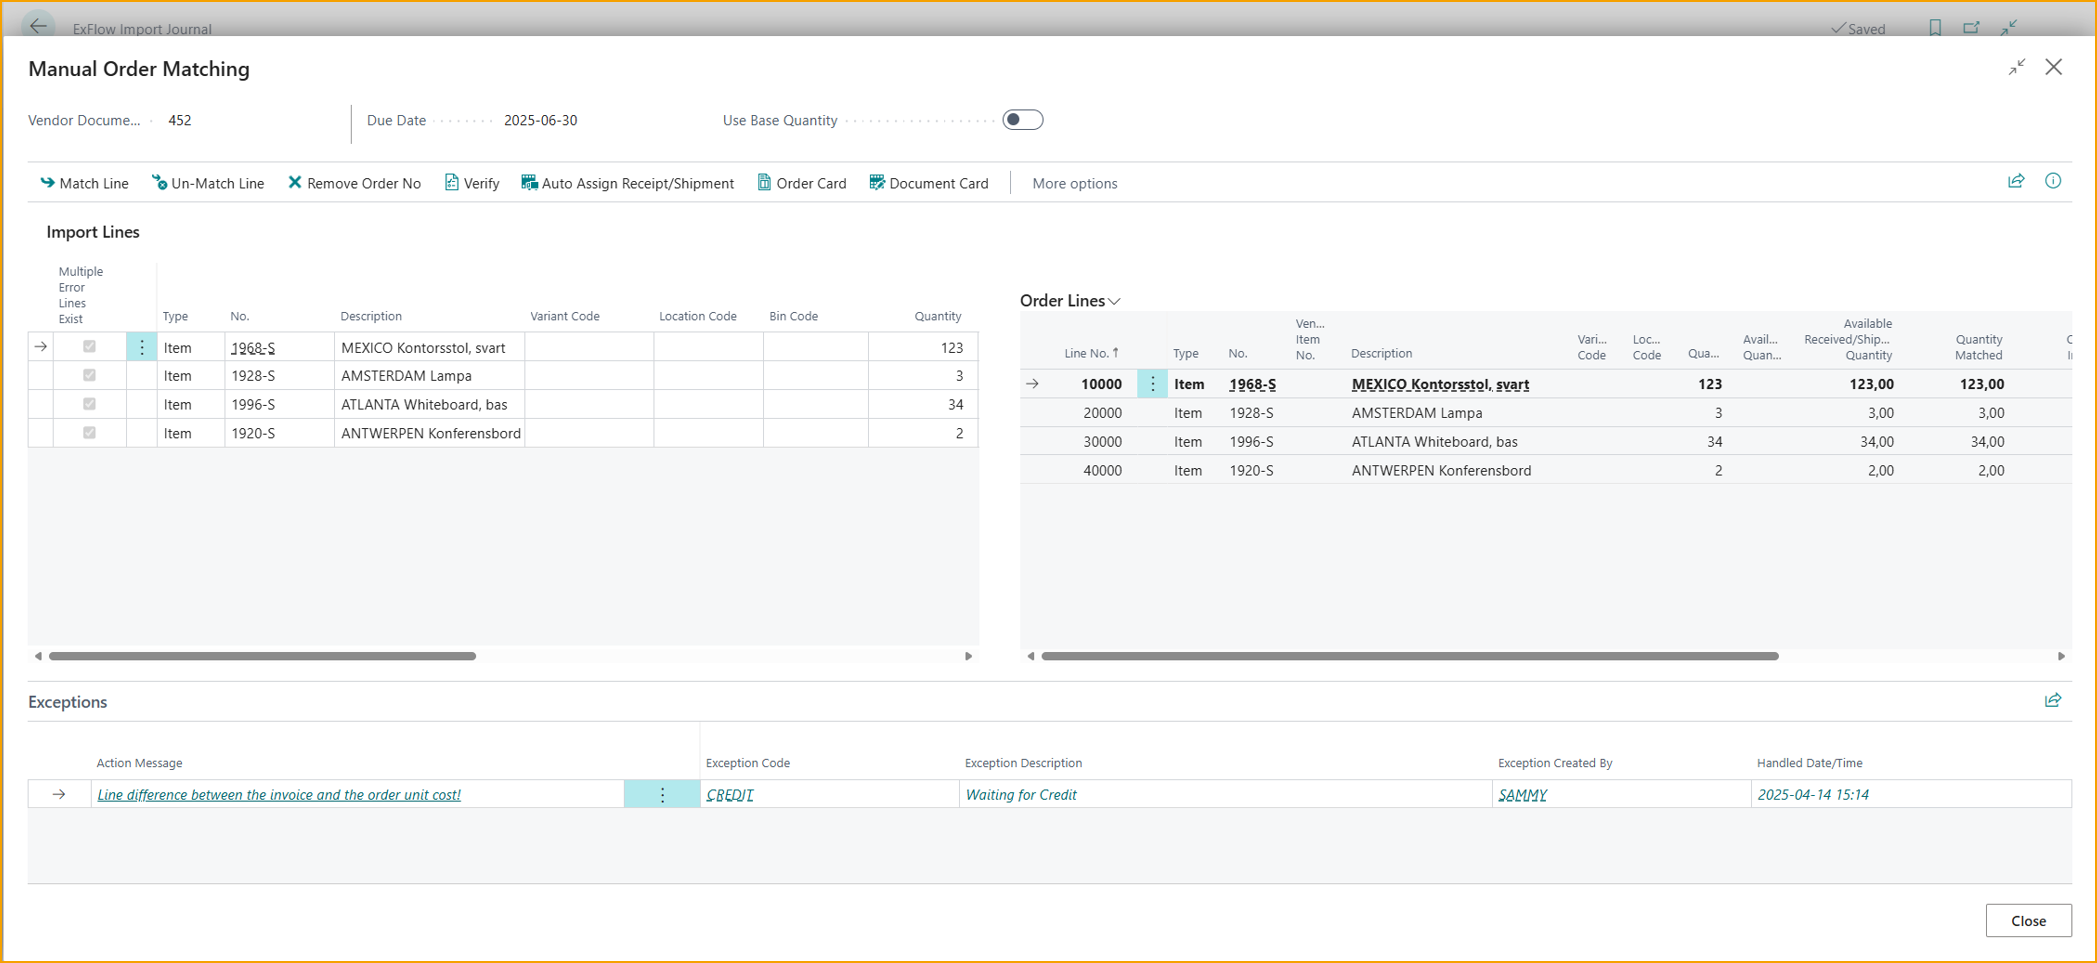 ExFlow Import Journal
Saved
Manual Order Matching
Vendor Docume... 452
Due Date 2025-06-30
Use Base Quantity
Match Line Un-Match Line Remove Order No Verify Auto Assign Receipt/Shipment Order Card Document Card More options
Import Lines
Multiple Error Lines Exist Type No. Description Variant Code Location Code Bin Code Quantity
Item 1968-S MEXICO Kontorsstol, svart 123
Item 1928-S AMSTERDAM Lampa 3
Item 1996-S ATLANTA Whiteboard, bas 34
Item 1920-S ANTWERPEN Konferensbord 2
Order Lines
Line No. ↑ Type No. Ven... Item No. Description Vari... Code Loc... Code Qua... Avail... Quan... Available Received/Ship... Quantity Quantity Matched
10000 Item 1968-S MEXICO Kontorsstol, svart 123 123,00 123,00
20000 Item 1928-S AMSTERDAM Lampa 3 3,00 3,00
30000 Item 1996-S ATLANTA Whiteboard, bas 34 34,00 34,00
40000 Item 1920-S ANTWERPEN Konferensbord 2 2,00 2,00
Exceptions
Action Message Exception Code Exception Description Exception Created By Handled Date/Time
Line difference between the invoice and the order unit cost! CREDIT Waiting for Credit SAMMY 2025-04-14 15:14
Close